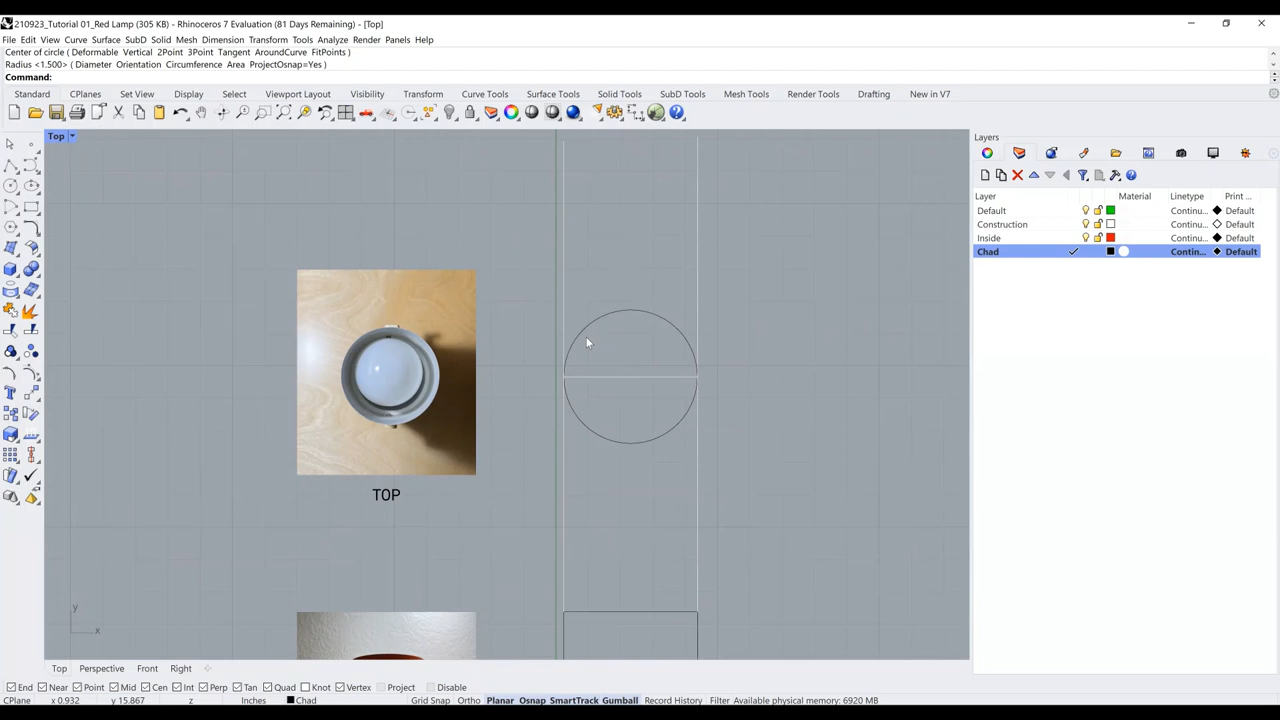 210923_Tutorial 01_Red Lamp (305 KB) - Rhinoceros 7 Evaluation (81 Days Remaining) - [Top]
File Edit View Curve Surface SubD Solid Mesh Dimension Transform Tools Analyze Render Panels Help
Center of circle ( Deformable Vertical 2Point 3Point Tangent AroundCurve FitPoints )
Radius <1.500> ( Diameter Orientation Circumference Area ProjectOsnap=Yes )
Command:
Standard CPlanes Set View Display Select Viewport Layout Visibility Transform Curve Tools Surface Tools Solid Tools SubD Tools Mesh Tools Render Tools Drafting New in V7
Top
Layers
Layer Material Linetype Print ...
Default Continu... Default
Construction Continu... Default
Inside Continu... Default
Chad Contin... Default
TOP
y
x
Top Perspective Front Right
End Near Point Mid Cen Int Perp Tan Quad Knot Vertex Project Disable
CPlane x 0.932 y 15.867 z Inches Chad Grid Snap Ortho Planar Osnap SmartTrack Gumball Record History Filter Available physical memory: 6920 MB